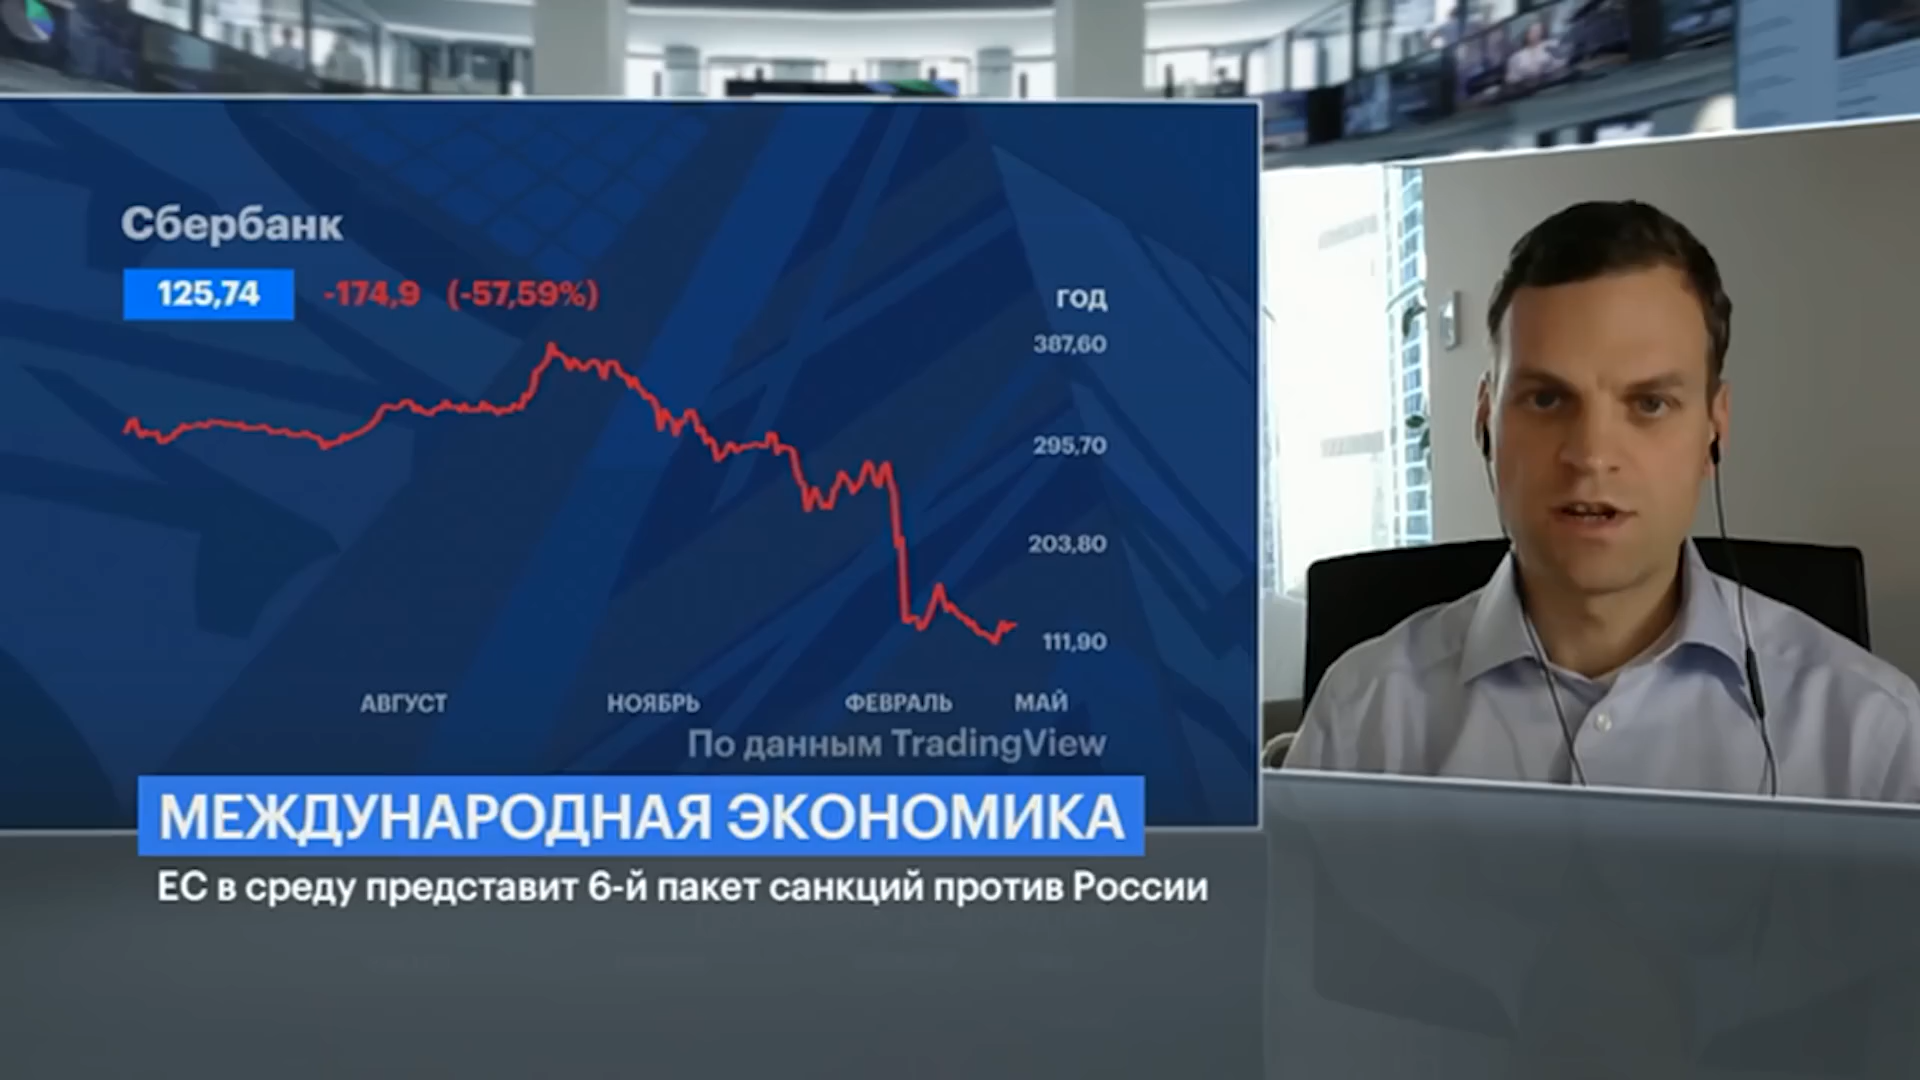 Сбербанк
125,74 -174,9 (-57,59%)
ГОД
387,60
295,70
203,80
111,90
АВГУСТ НОЯБРЬ ФЕВРАЛЬ МАЙ
По данным TradingView
МЕЖДУНАРОДНАЯ ЭКОНОМИКА
ЕС в среду представит 6-й пакет санкций против России